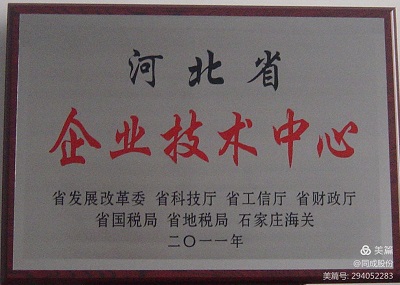 河北省
企业技术中心
省发展改革委 省科技厅 省工信厅 省财政厅
省国税局 省地税局 石家庄海关
二〇一一年
美篇
@同成股份
美篇号: 294052283